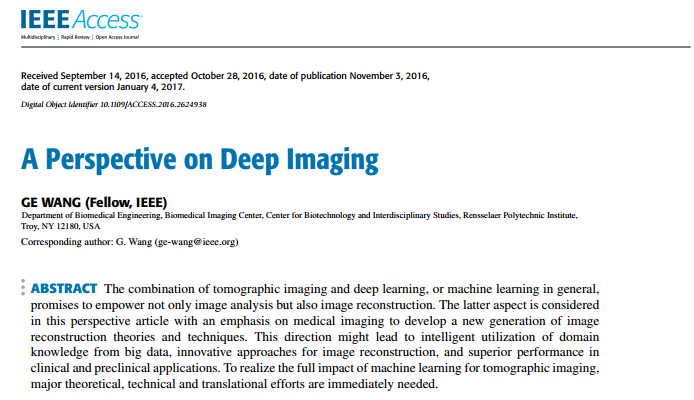 IEEE Access
Multidisciplinary | Rapid Review | Open Access Journal
Received September 14, 2016, accepted October 28, 2016, date of publication November 3, 2016,
date of current version January 4, 2017.
Digital Object Identifier 10.1109/ACCESS.2016.2624938
A Perspective on Deep Imaging
GE WANG (Fellow, IEEE)
Department of Biomedical Engineering, Biomedical Imaging Center, Center for Biotechnology and Interdisciplinary Studies, Rensselaer Polytechnic Institute,
Troy, NY 12180, USA
Corresponding author: G. Wang (ge-wang@ieee.org)
ABSTRACT The combination of tomographic imaging and deep learning, or machine learning in general,
promises to empower not only image analysis but also image reconstruction. The latter aspect is considered
in this perspective article with an emphasis on medical imaging to develop a new generation of image
reconstruction theories and techniques. This direction might lead to intelligent utilization of domain
knowledge from big data, innovative approaches for image reconstruction, and superior performance in
clinical and preclinical applications. To realize the full impact of machine learning for tomographic imaging,
major theoretical, technical and translational efforts are immediately needed.